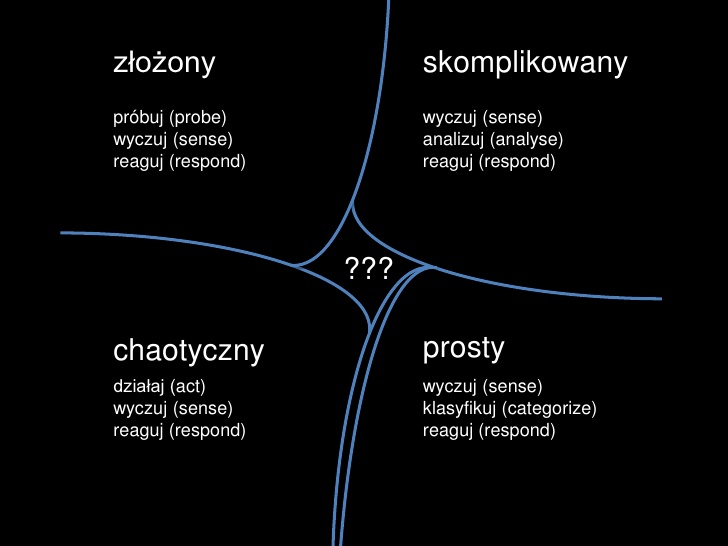 złożony
próbuj (probe)
wyczuj (sense)
reaguj (respond)
skomplikowany
wyczuj (sense)
analizuj (analyse)
reaguj (respond)
???
chaotyczny
działaj (act)
wyczuj (sense)
reaguj (respond)
prosty
wyczuj (sense)
klasyfikuj (categorize)
reaguj (respond)